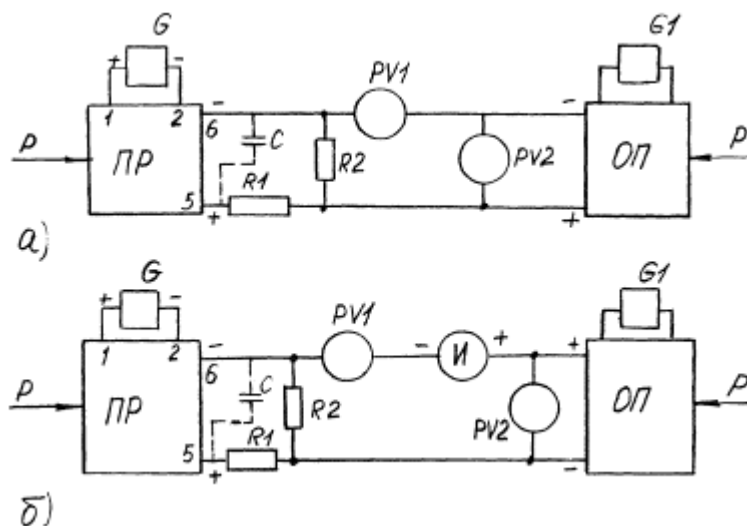 G
G1
+ -
PV1
1 2
- 6 -
C
P ПР R2 PV2 ОП P
R1
5
+ +
а)
G
G1
+ -
PV1
1 2
- 6 - И + +
C
P ПР R2 PV2 ОП P
R1
5
+ -
б)